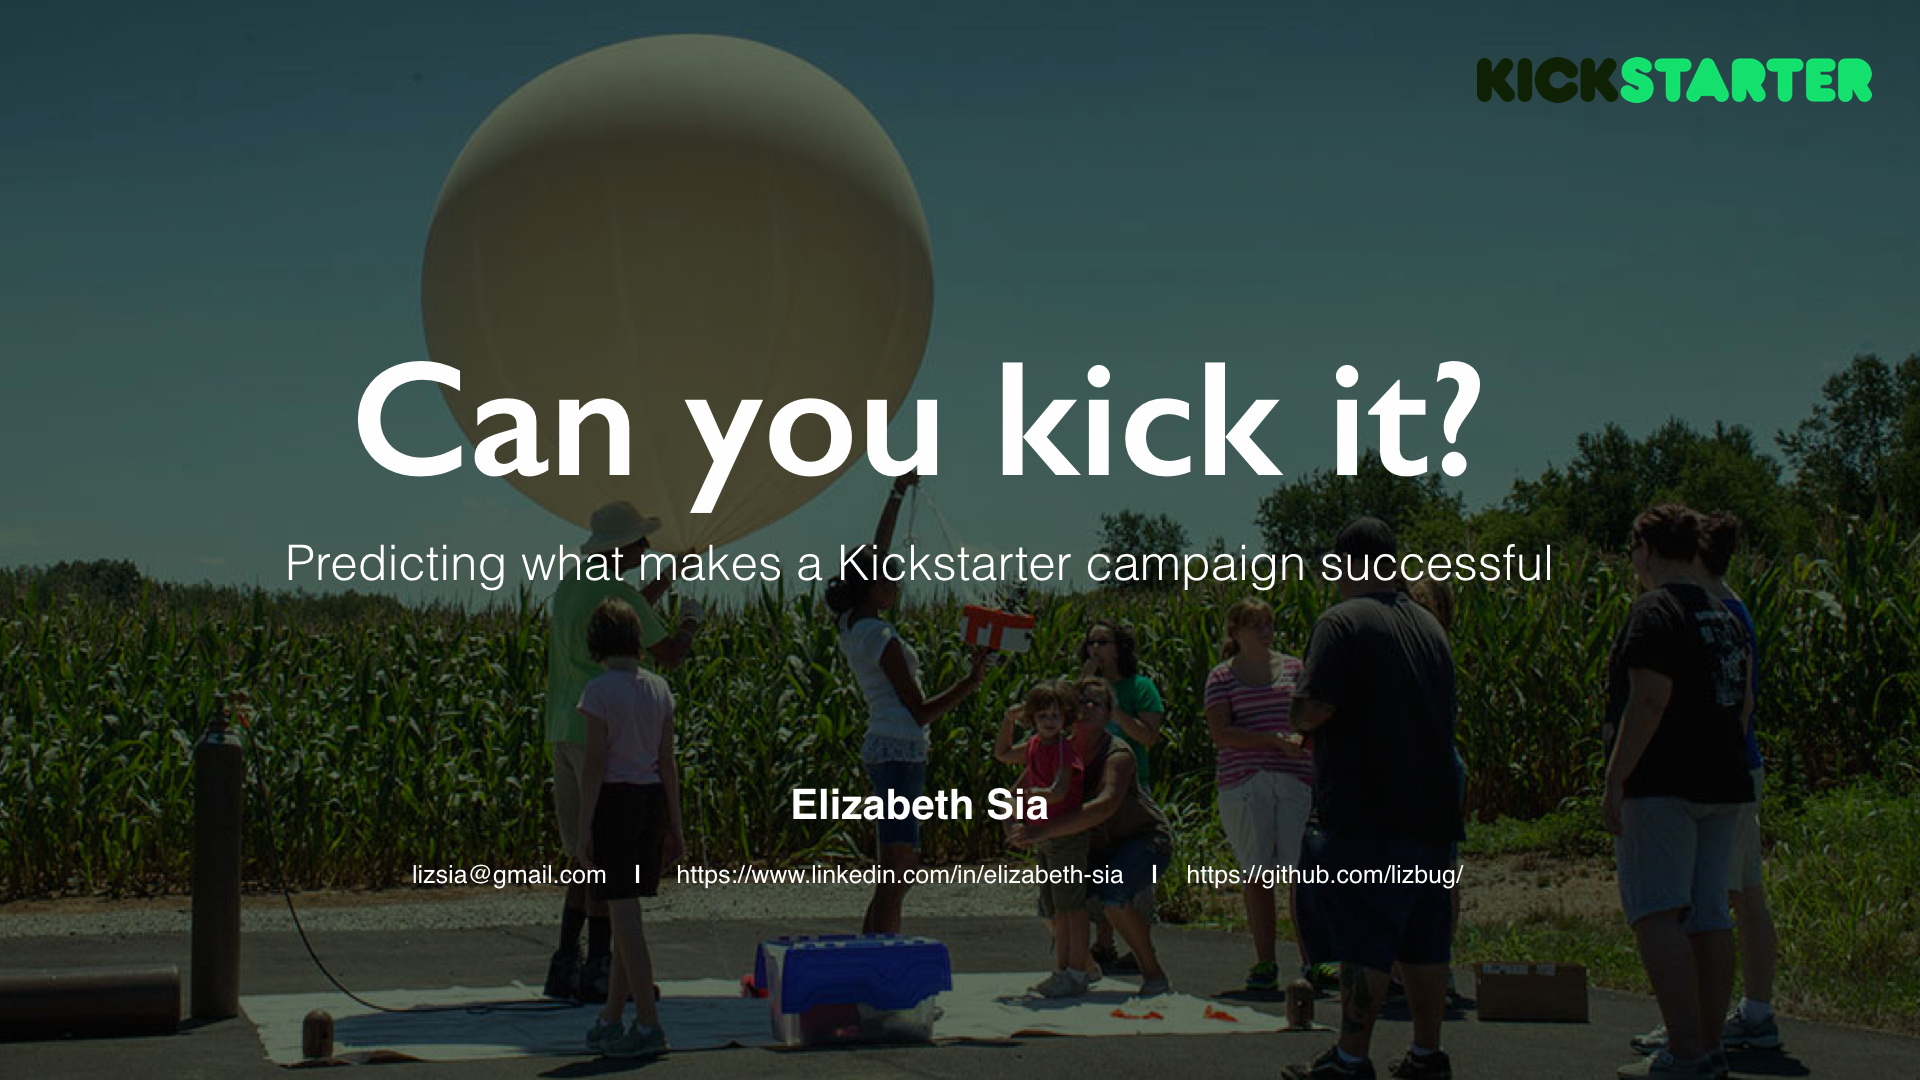 KICKSTARTER
Can you kick it?
Predicting what makes a Kickstarter campaign successful
Elizabeth Sia
lizsia@gmail.com | https://www.linkedin.com/in/elizabeth-sia | https://github.com/lizbug/